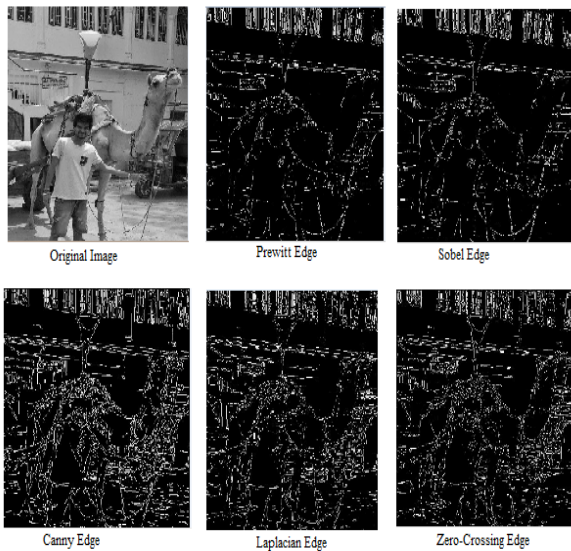 Original Image
Prewitt Edge
Sobel Edge
Canny Edge
Laplacian Edge
Zero-Crossing Edge